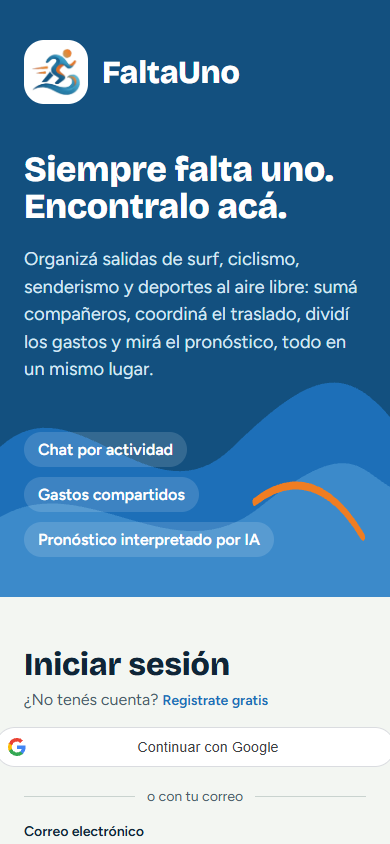 FaltaUno
Siempre falta uno.
Encontralo acá.
Organizá salidas de surf, ciclismo,
senderismo y deportes al aire libre: sumá
compañeros, coordiná el traslado, dividí
los gastos y mirá el pronóstico, todo en
un mismo lugar.
Chat por actividad
Gastos compartidos
Pronóstico interpretado por IA
Iniciar sesión
¿No tenés cuenta? Registrate gratis
Continuar con Google
o con tu correo
Correo electrónico